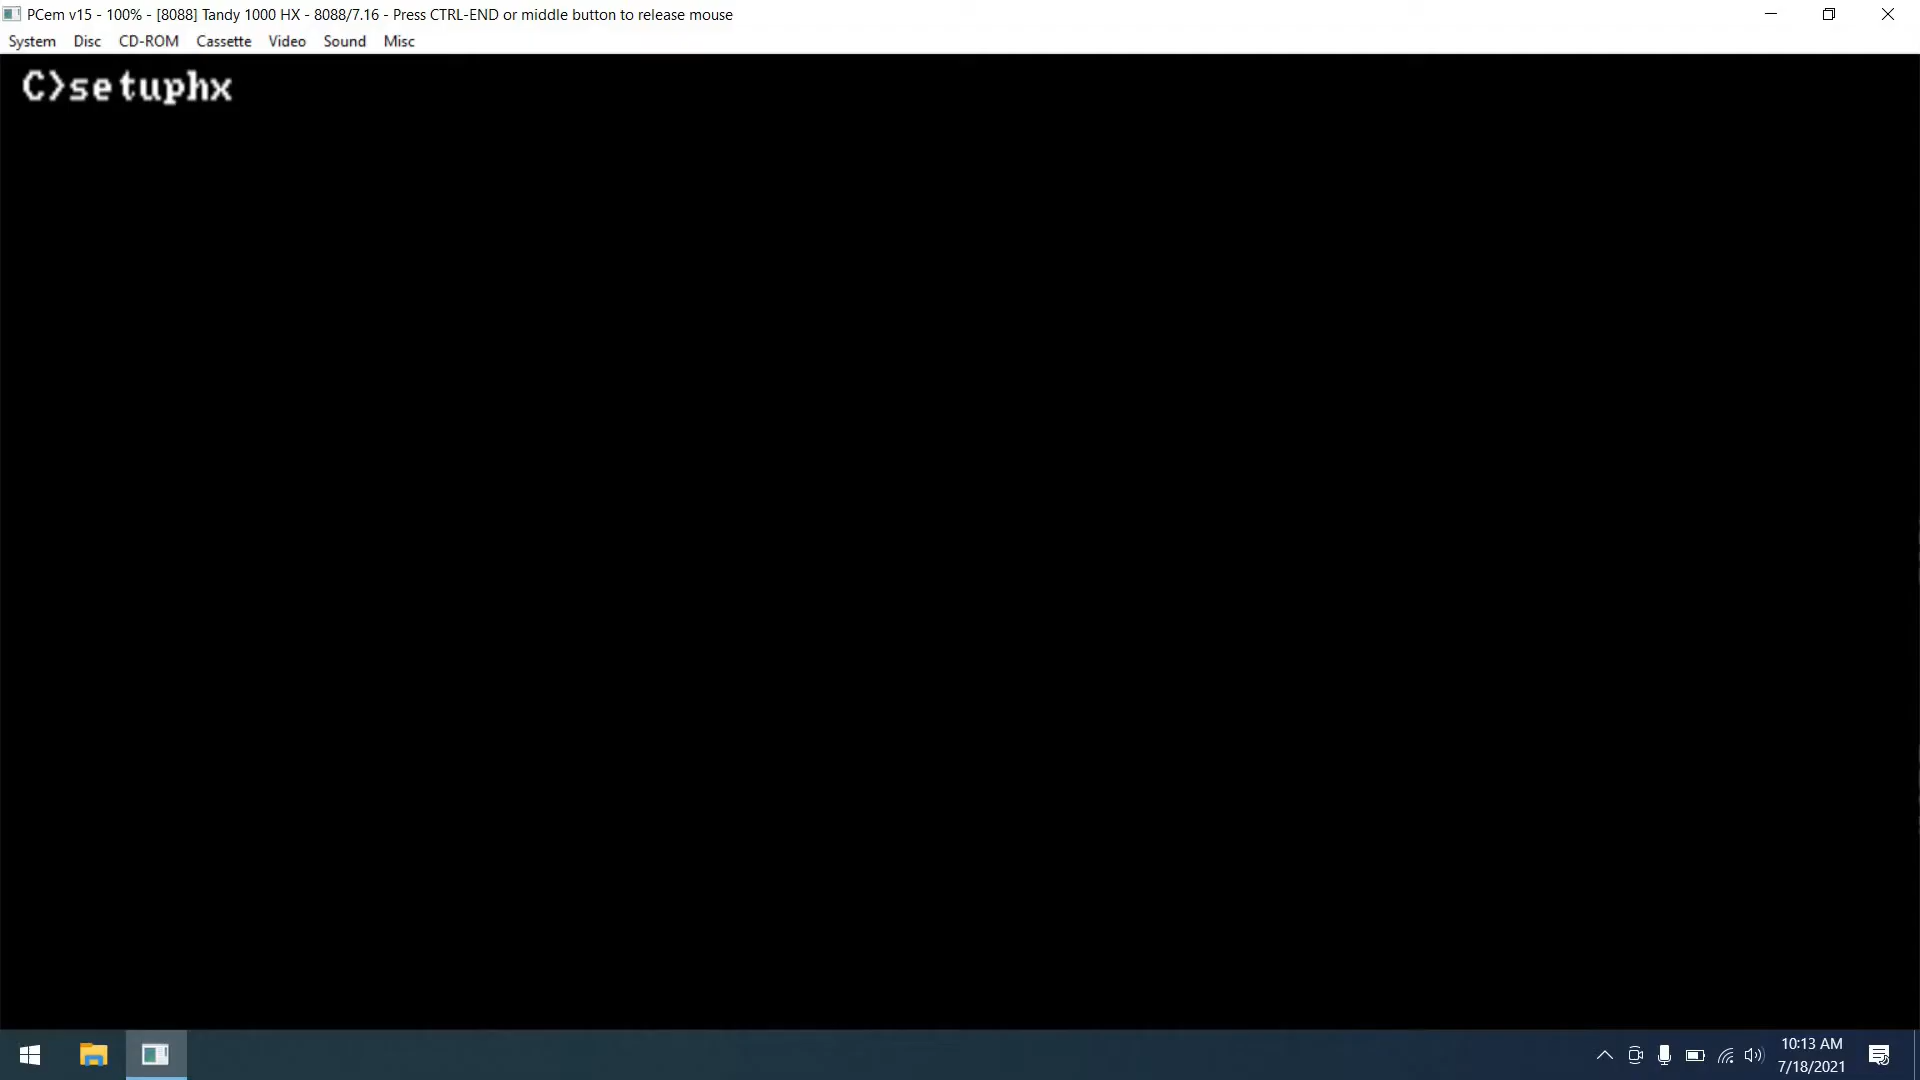 PCem v15 - 100% - [8088] Tandy 1000 HX - 8088/7.16 - Press CTRL-END or middle button to release mouse
System Disc CD-ROM Cassette Video Sound Misc
C>setuphx
10:13 AM
7/18/2021